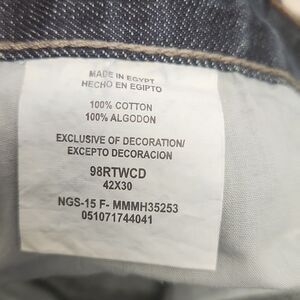 MADE IN EGYPT
HECHO EN EGIPTO
100% COTTON
100% ALGODON
EXCLUSIVE OF DECORATION/
EXCEPTO DECORACION
98RTWCD
42X30
NGS-15 F- MMMH35253
051071744041